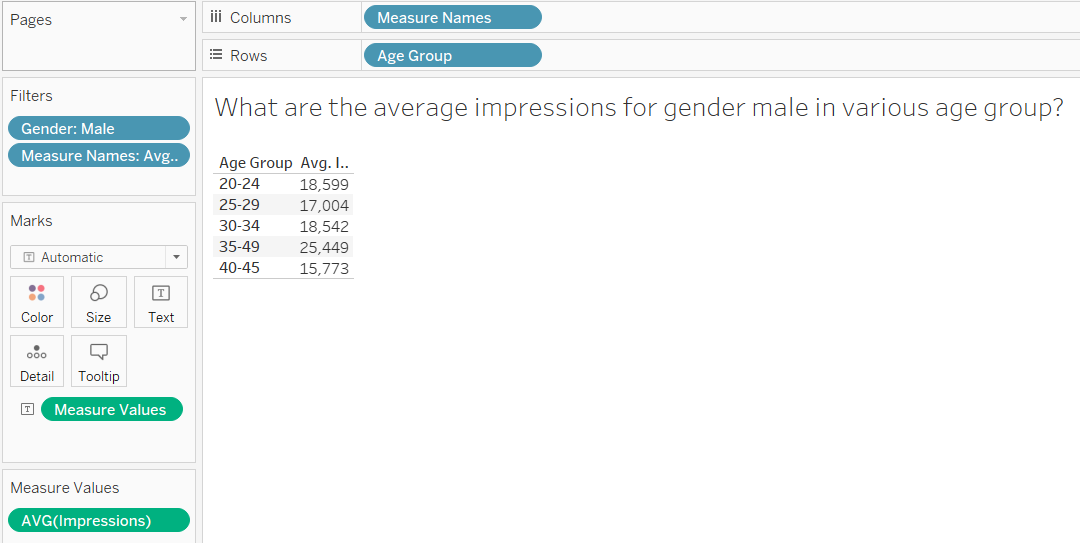 Pages
Columns
Measure Names
Rows
Age Group
Filters
Gender: Male
Measure Names: Avg..
Marks
Automatic
Color
Size
Text
Detail
Tooltip
Measure Values
Measure Values
AVG(Impressions)
What are the average impressions for gender male in various age group?
Age Group Avg. I..
20-24 18,599
25-29 17,004
30-34 18,542
35-49 25,449
40-45 15,773